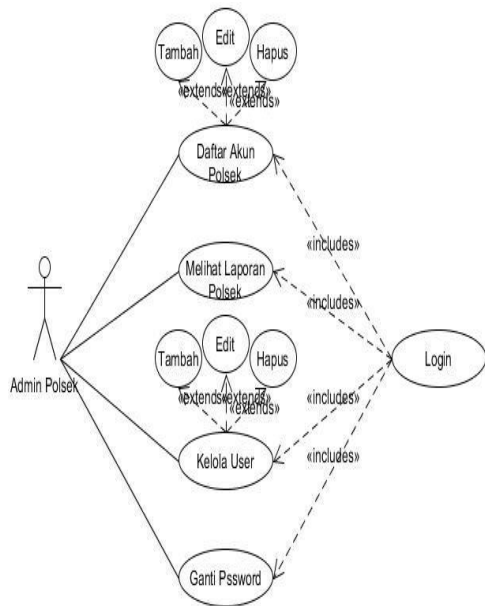 Edit
Tambah
Hapus
«extends»
«extends»
«extends»
Daftar Akun
Polsek
«includes»
Melihat Laporan
Polsek
«includes»
Admin Polsek
Edit
Tambah
Hapus
Login
«extends»
«extends»
«extends»
«includes»
Kelola User
«includes»
Ganti Pssword